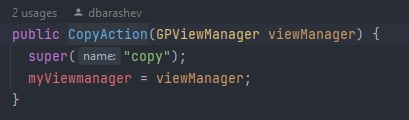 2 usages dbarashev
public CopyAction(GPViewManager viewManager) {
super( name: "copy");
myViewmanager = viewManager;
}